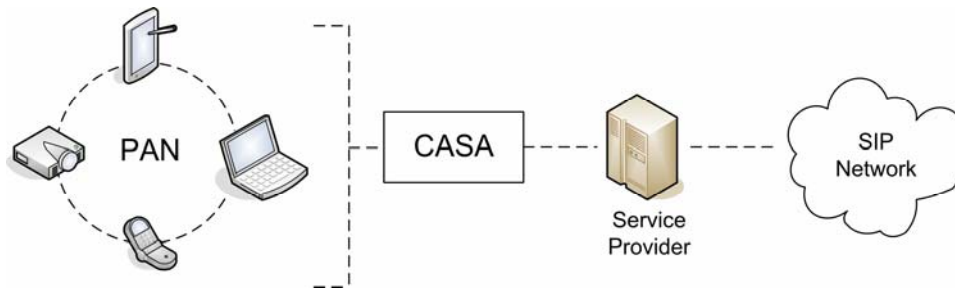 PAN
CASA
Service
Provider
SIP
Network